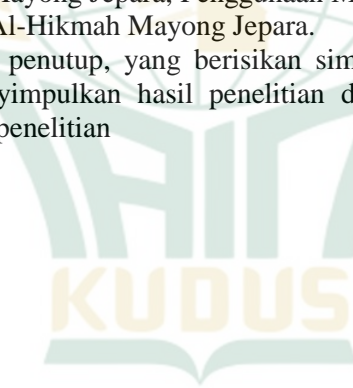 Mayong Jepara, Penggunaan M
Al-Hikmah Mayong Jepara.
penutup, yang berisikan sim
yimpulkan hasil penelitian d
penelitian
KUDUS